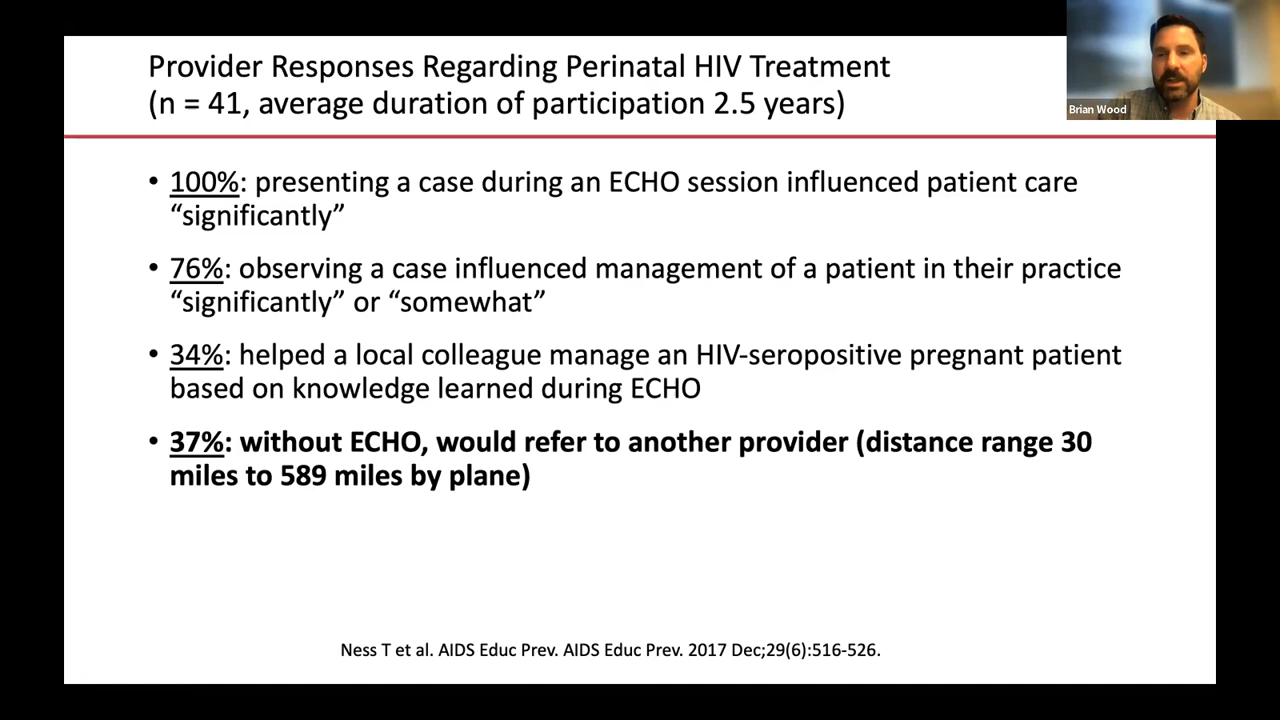 Provider Responses Regarding Perinatal HIV Treatment
(n = 41, average duration of participation 2.5 years)
Brian Wood
• 100%: presenting a case during an ECHO session influenced patient care
“significantly”
• 76%: observing a case influenced management of a patient in their practice
“significantly” or “somewhat”
• 34%: helped a local colleague manage an HIV-seropositive pregnant patient
based on knowledge learned during ECHO
• 37%: without ECHO, would refer to another provider (distance range 30
miles to 589 miles by plane)
Ness T et al. AIDS Educ Prev. AIDS Educ Prev. 2017 Dec;29(6):516-526.